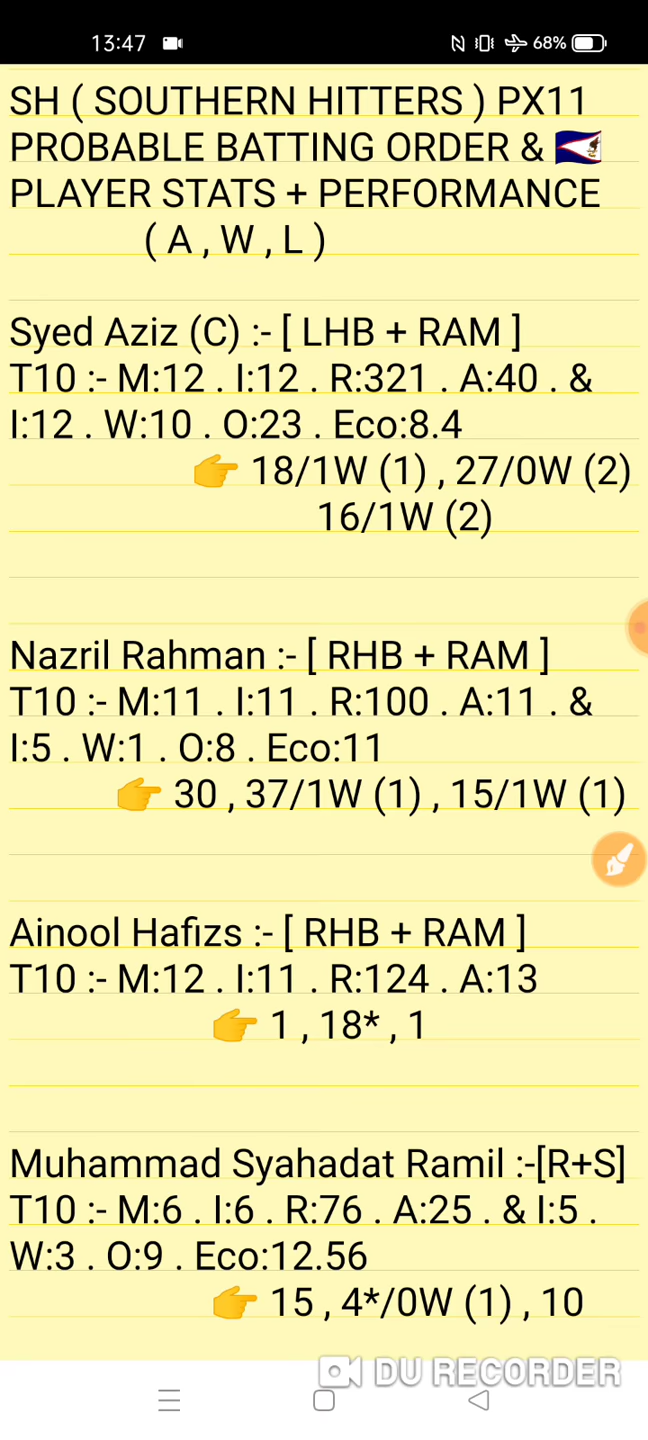 13:47 68%
SH ( SOUTHERN HITTERS ) PX11
PROBABLE BATTING ORDER & 🇦🇸
PLAYER STATS + PERFORMANCE
( A , W , L )
Syed Aziz (C) :- [ LHB + RAM ]
T10 :- M:12 . I:12 . R:321 . A:40 . &
I:12 . W:10 . O:23 . Eco:8.4
👉 18/1W (1) , 27/0W (2)
16/1W (2)
Nazril Rahman :- [ RHB + RAM ]
T10 :- M:11 . I:11 . R:100 . A:11 . &
I:5 . W:1 . O:8 . Eco:11
👉 30 , 37/1W (1) , 15/1W (1)
Ainool Hafizs :- [ RHB + RAM ]
T10 :- M:12 . I:11 . R:124 . A:13
👉 1 , 18* , 1
Muhammad Syahadat Ramil :-[R+S]
T10 :- M:6 . I:6 . R:76 . A:25 . & I:5 .
W:3 . O:9 . Eco:12.56
👉 15 , 4*/0W (1) , 10
DU RECORDER